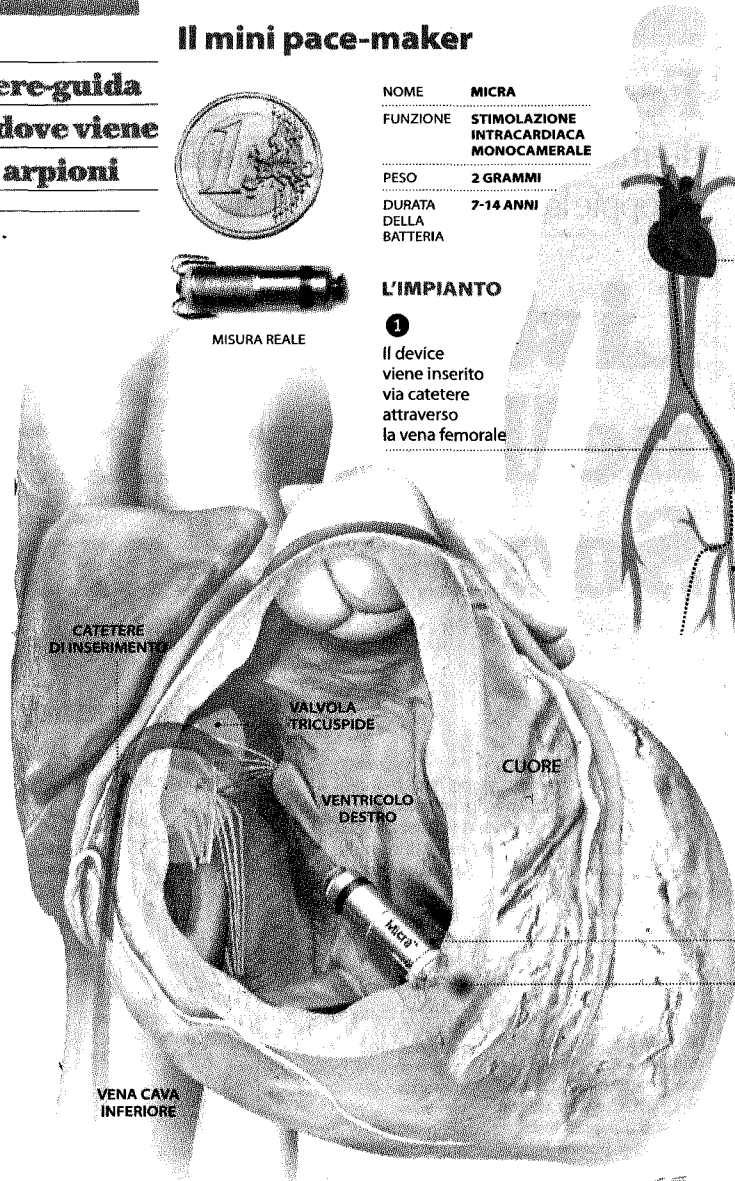 Il mini pace-maker
ere-guida
dove viene
arpioni
1
NOME MICRA
FUNZIONE STIMOLAZIONE
INTRACARDIACA
MONOCAMERALE
PESO 2 GRAMMI
DURATA 7-14 ANNI
DELLA
BATTERIA
MISURA REALE
L'IMPIANTO
1
Il device
viene inserito
via catetere
attraverso
la vena femorale
CATETERE
DI INSERIMENTO
VALVOLA
TRICUSPIDE
VENTRICOLO
DESTRO
CUORE
Micra
VENA CAVA
INFERIORE